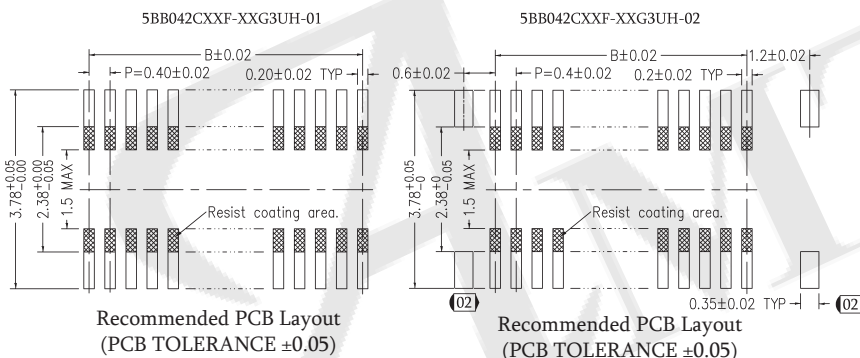 5BB042CXXF-XXG3UH-01
B±0.02
P=0.40±0.02
0.20±0.02 TYP
3.78+0.05 -0.00
2.38+0.00 -0.05
1.5 MAX
Resist coating area.
Recommended PCB Layout
(PCB TOLERANCE ±0.05)
5BB042CXXF-XXG3UH-02
B±0.02
1.2±0.02
0.6±0.02
P=0.4±0.02
0.2±0.02 TYP
3.78+0.05 -0
2.38 0 -0.05
1.5 MAX
Resist coating area.
02
0.35±0.02 TYP
02
Recommended PCB Layout
(PCB TOLERANCE ±0.05)